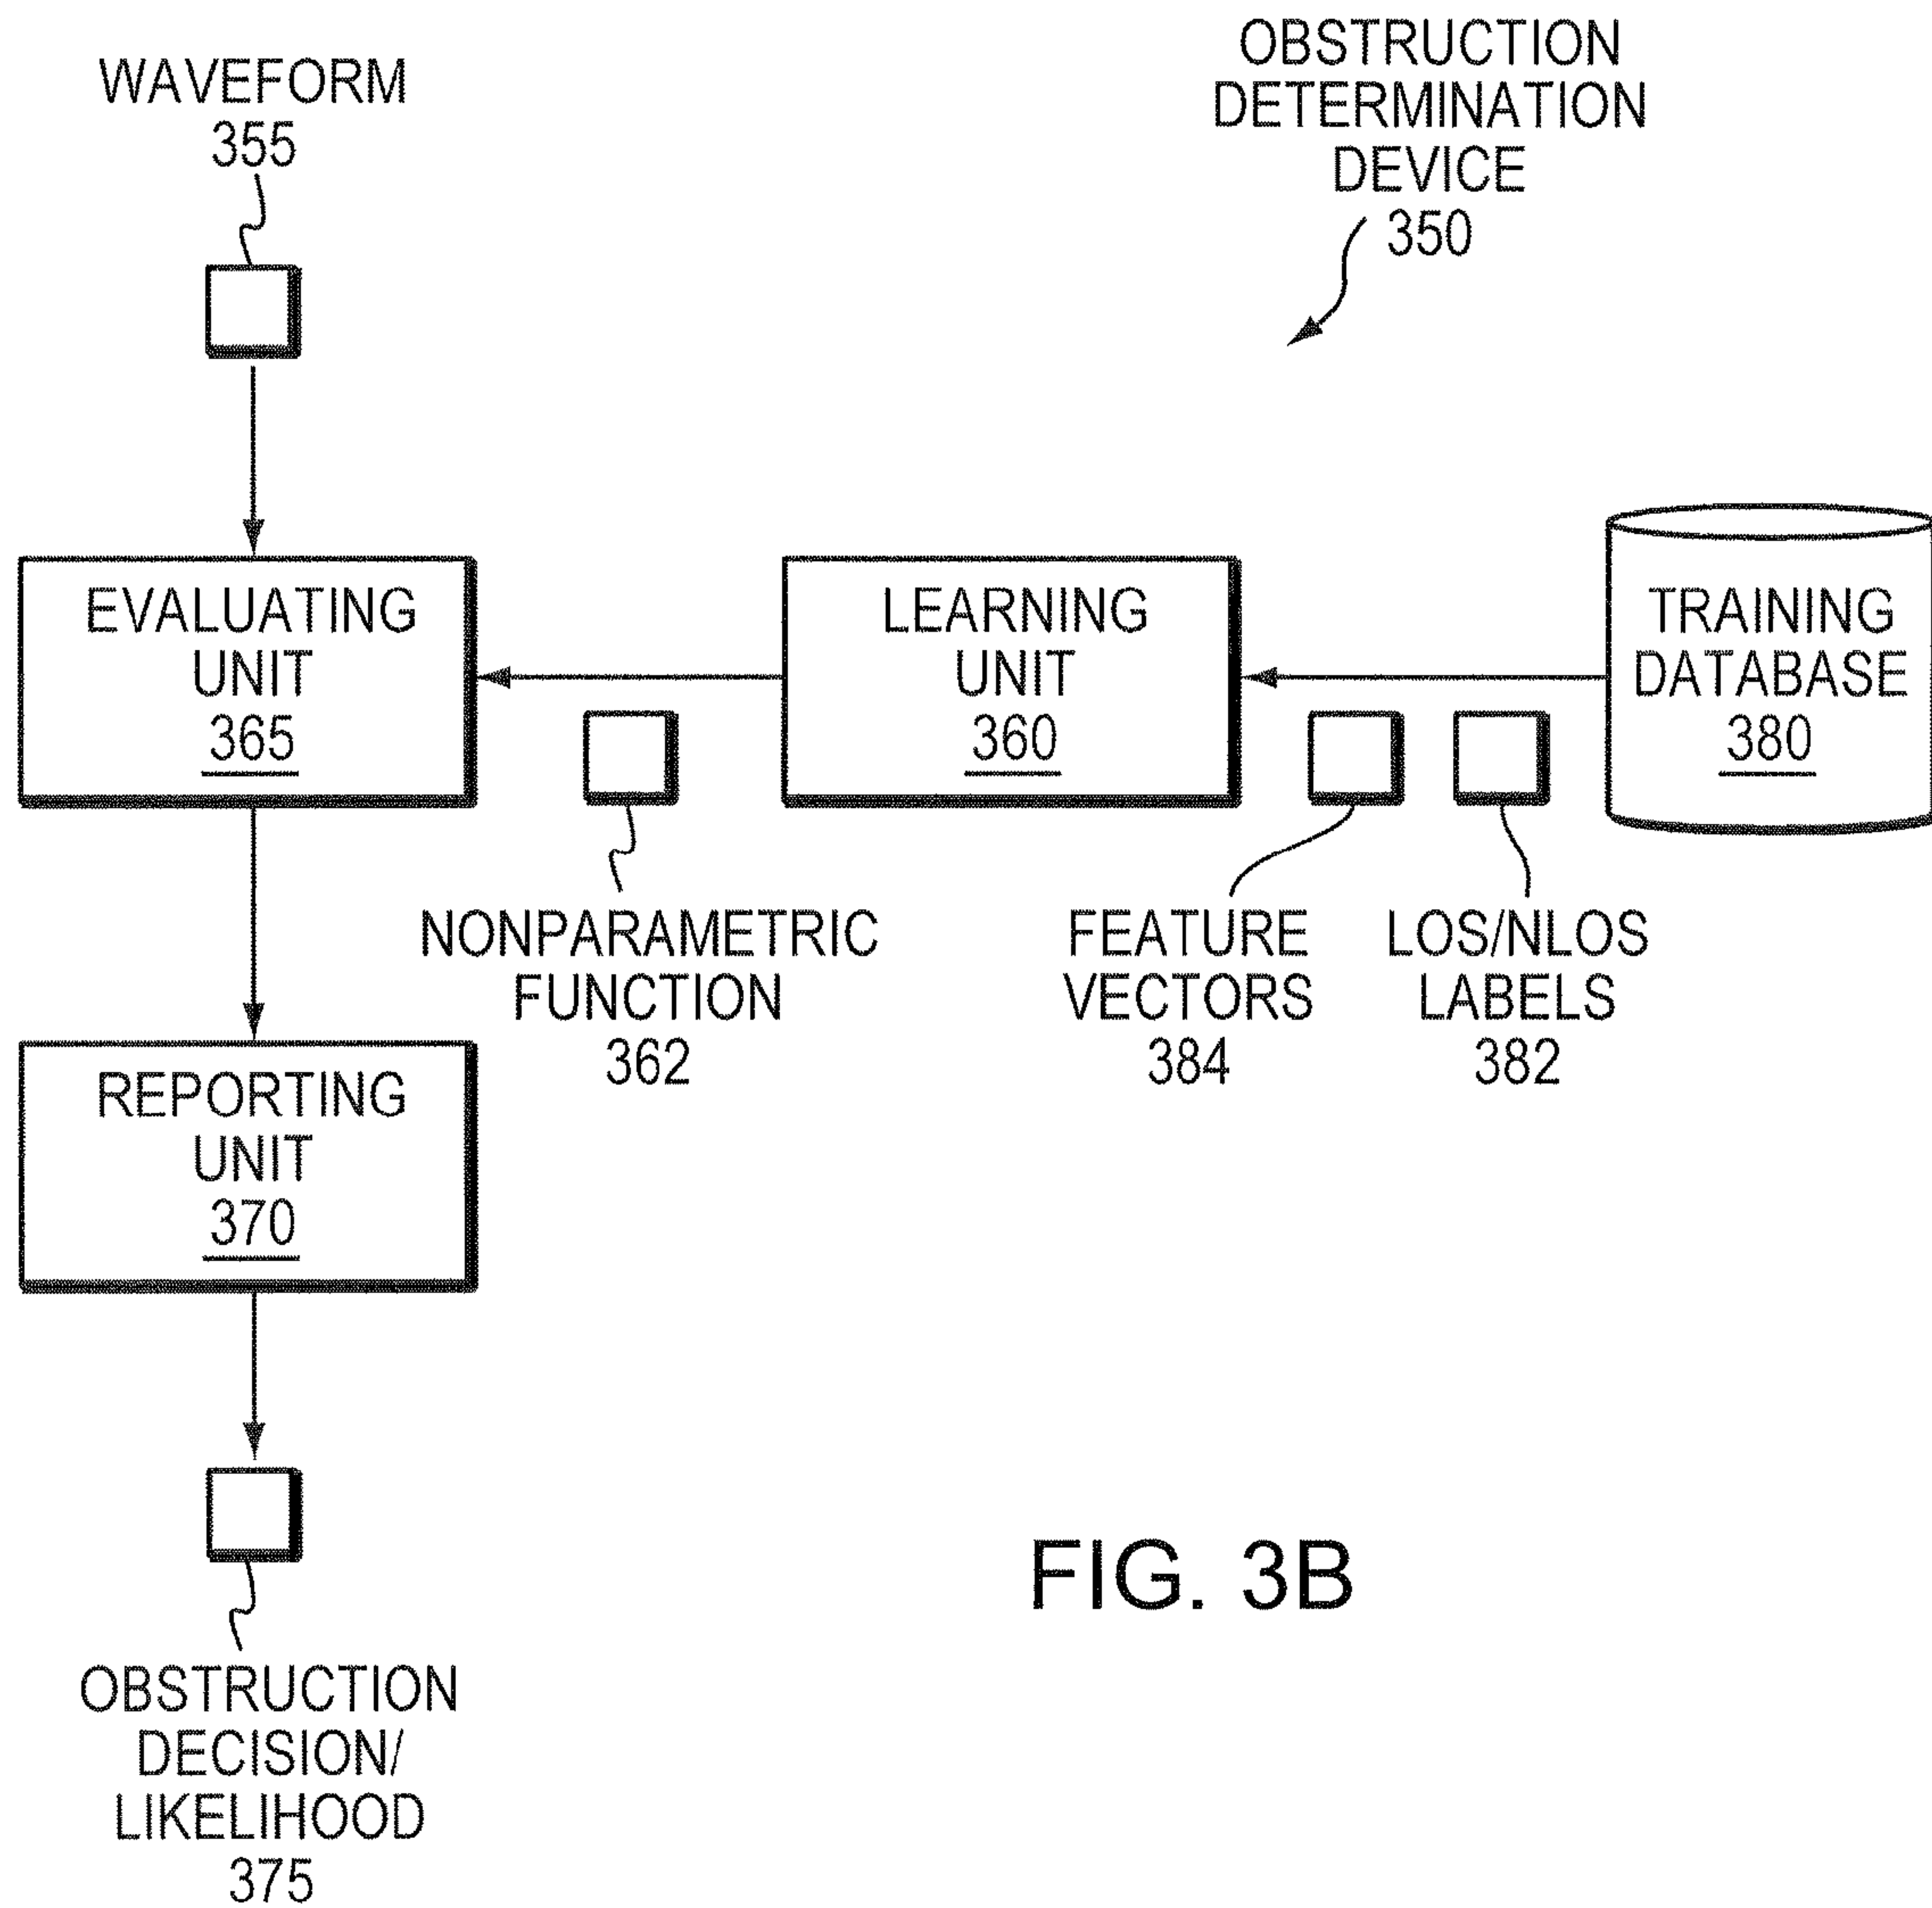 WAVEFORM
355
OBSTRUCTION
DETERMINATION
DEVICE
350
EVALUATING
UNIT
365
LEARNING
UNIT
360
TRAINING
DATABASE
380
NONPARAMETRIC
FUNCTION
362
FEATURE
VECTORS
384
LOS/NLOS
LABELS
382
REPORTING
UNIT
370
OBSTRUCTION
DECISION/
LIKELIHOOD
375
FIG. 3B